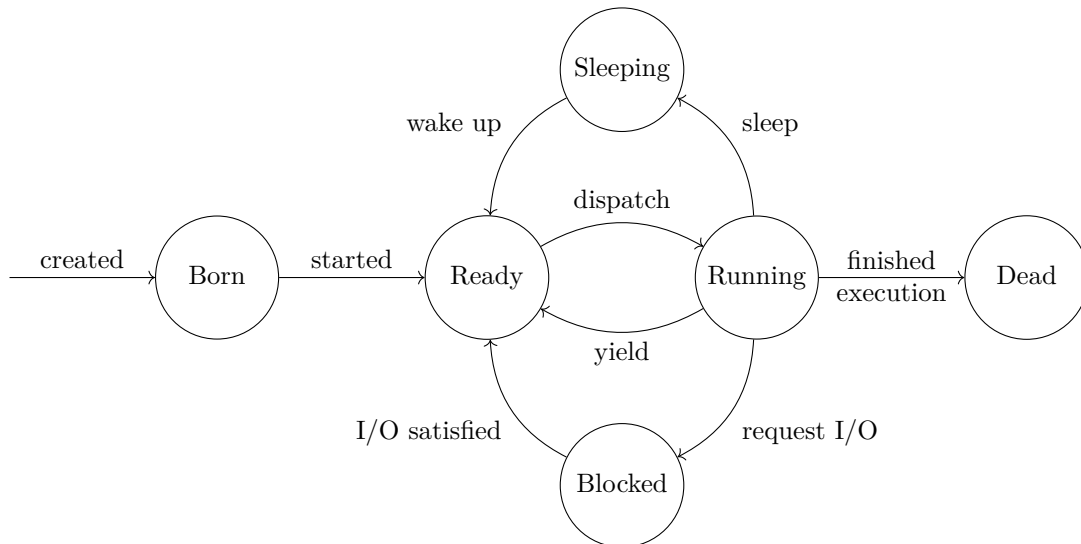 Sleeping
wake up
sleep
dispatch
created
Born
started
Ready
Running
finished
execution
Dead
yield
I/O satisfied
request I/O
Blocked